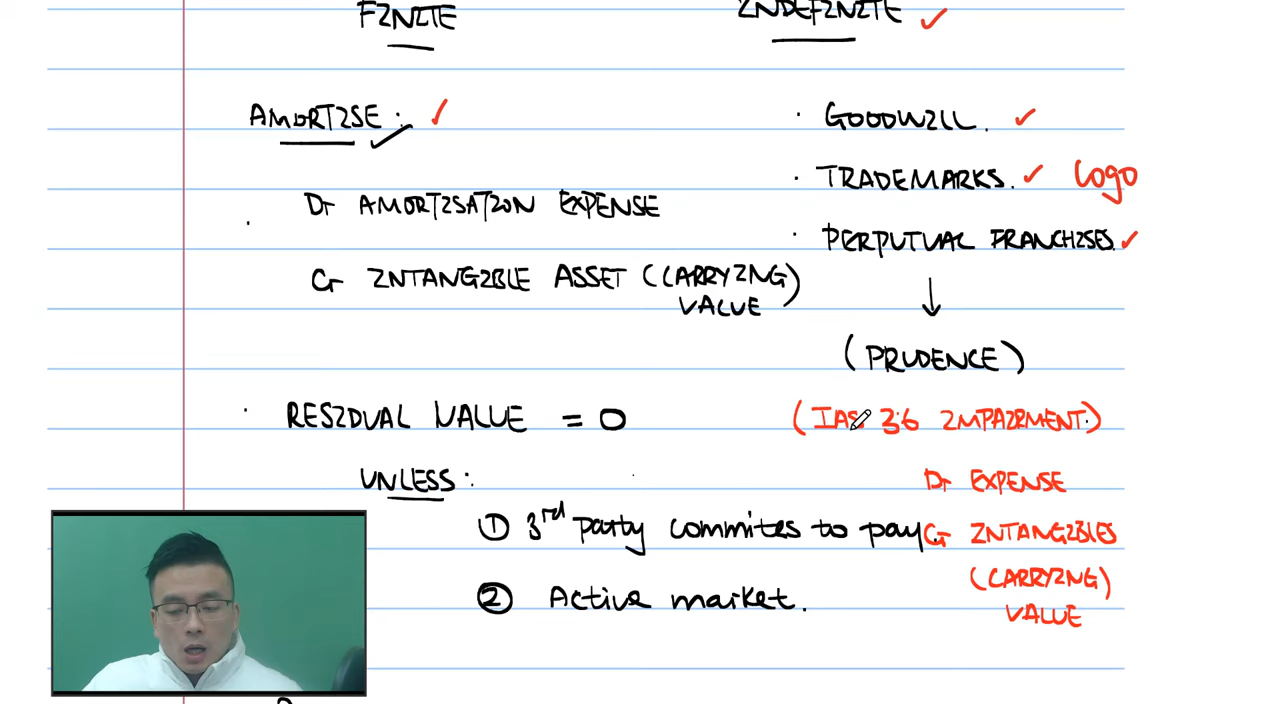 FINITE
INDEFINITE
AMORTISE:
Dr AMORTISATION EXPENSE
Cr INTANGIBLE ASSET (CARRYING)
VALUE
RESIDUAL VALUE = 0
UNLESS:
① 3rd party commites to pay.
② Active market.
GOODWILL.
TRADEMARKS. logo
PERPUTUAL FRANCHISES.
(PRUDENCE)
(IAS 36 IMPAIRMENT)
Dr EXPENSE
Cr INTANGIBLES
(CARRYING)
VALUE